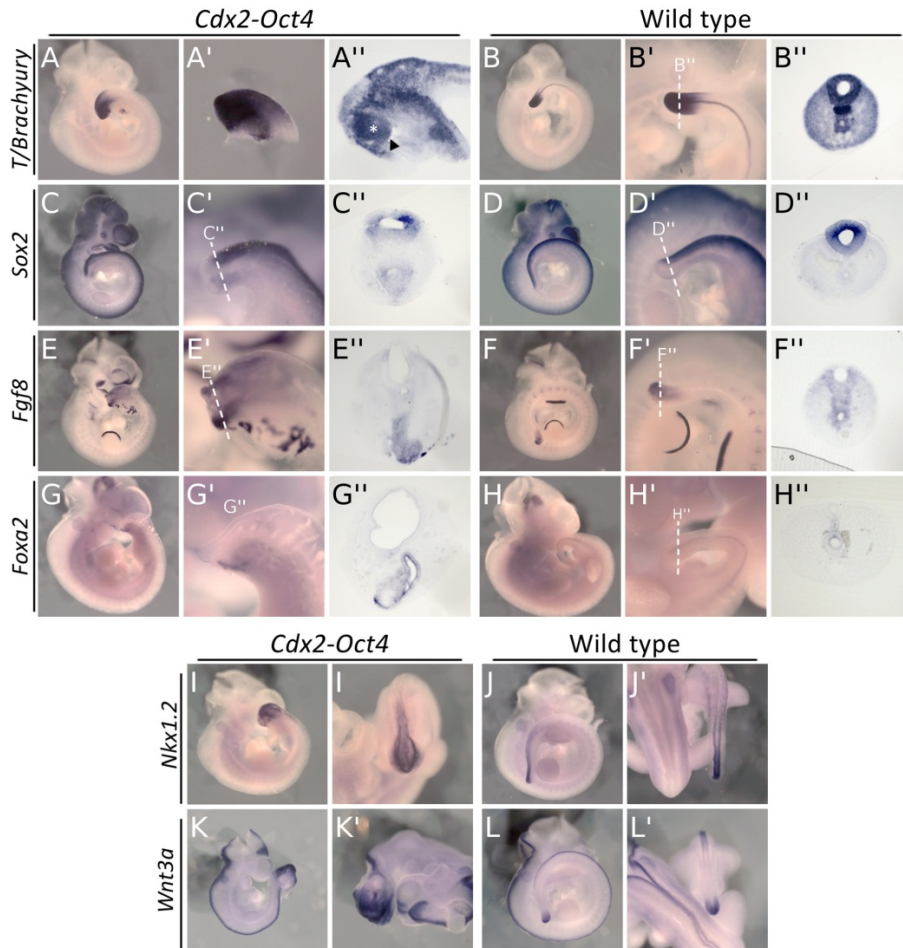 Cdx2-Oct4 Wild type
T/Brachyury A A' A'' * B B' B'' B''
Sox2 C C' C'' C'' D D' D'' D''
Fgf8 E E' E'' E'' F F' F'' F''
Foxa2 G G' G'' G'' H H' H'' H''
Cdx2-Oct4 Wild type
Nkx1.2 I I J J'
Wnt3a K K' L L'